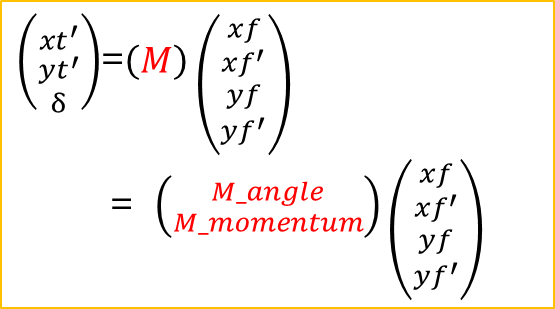 (xt′ yt′ δ)=(M)(xf xf′ yf yf′)
= (M_angle M_momentum)(xf xf′ yf yf′)